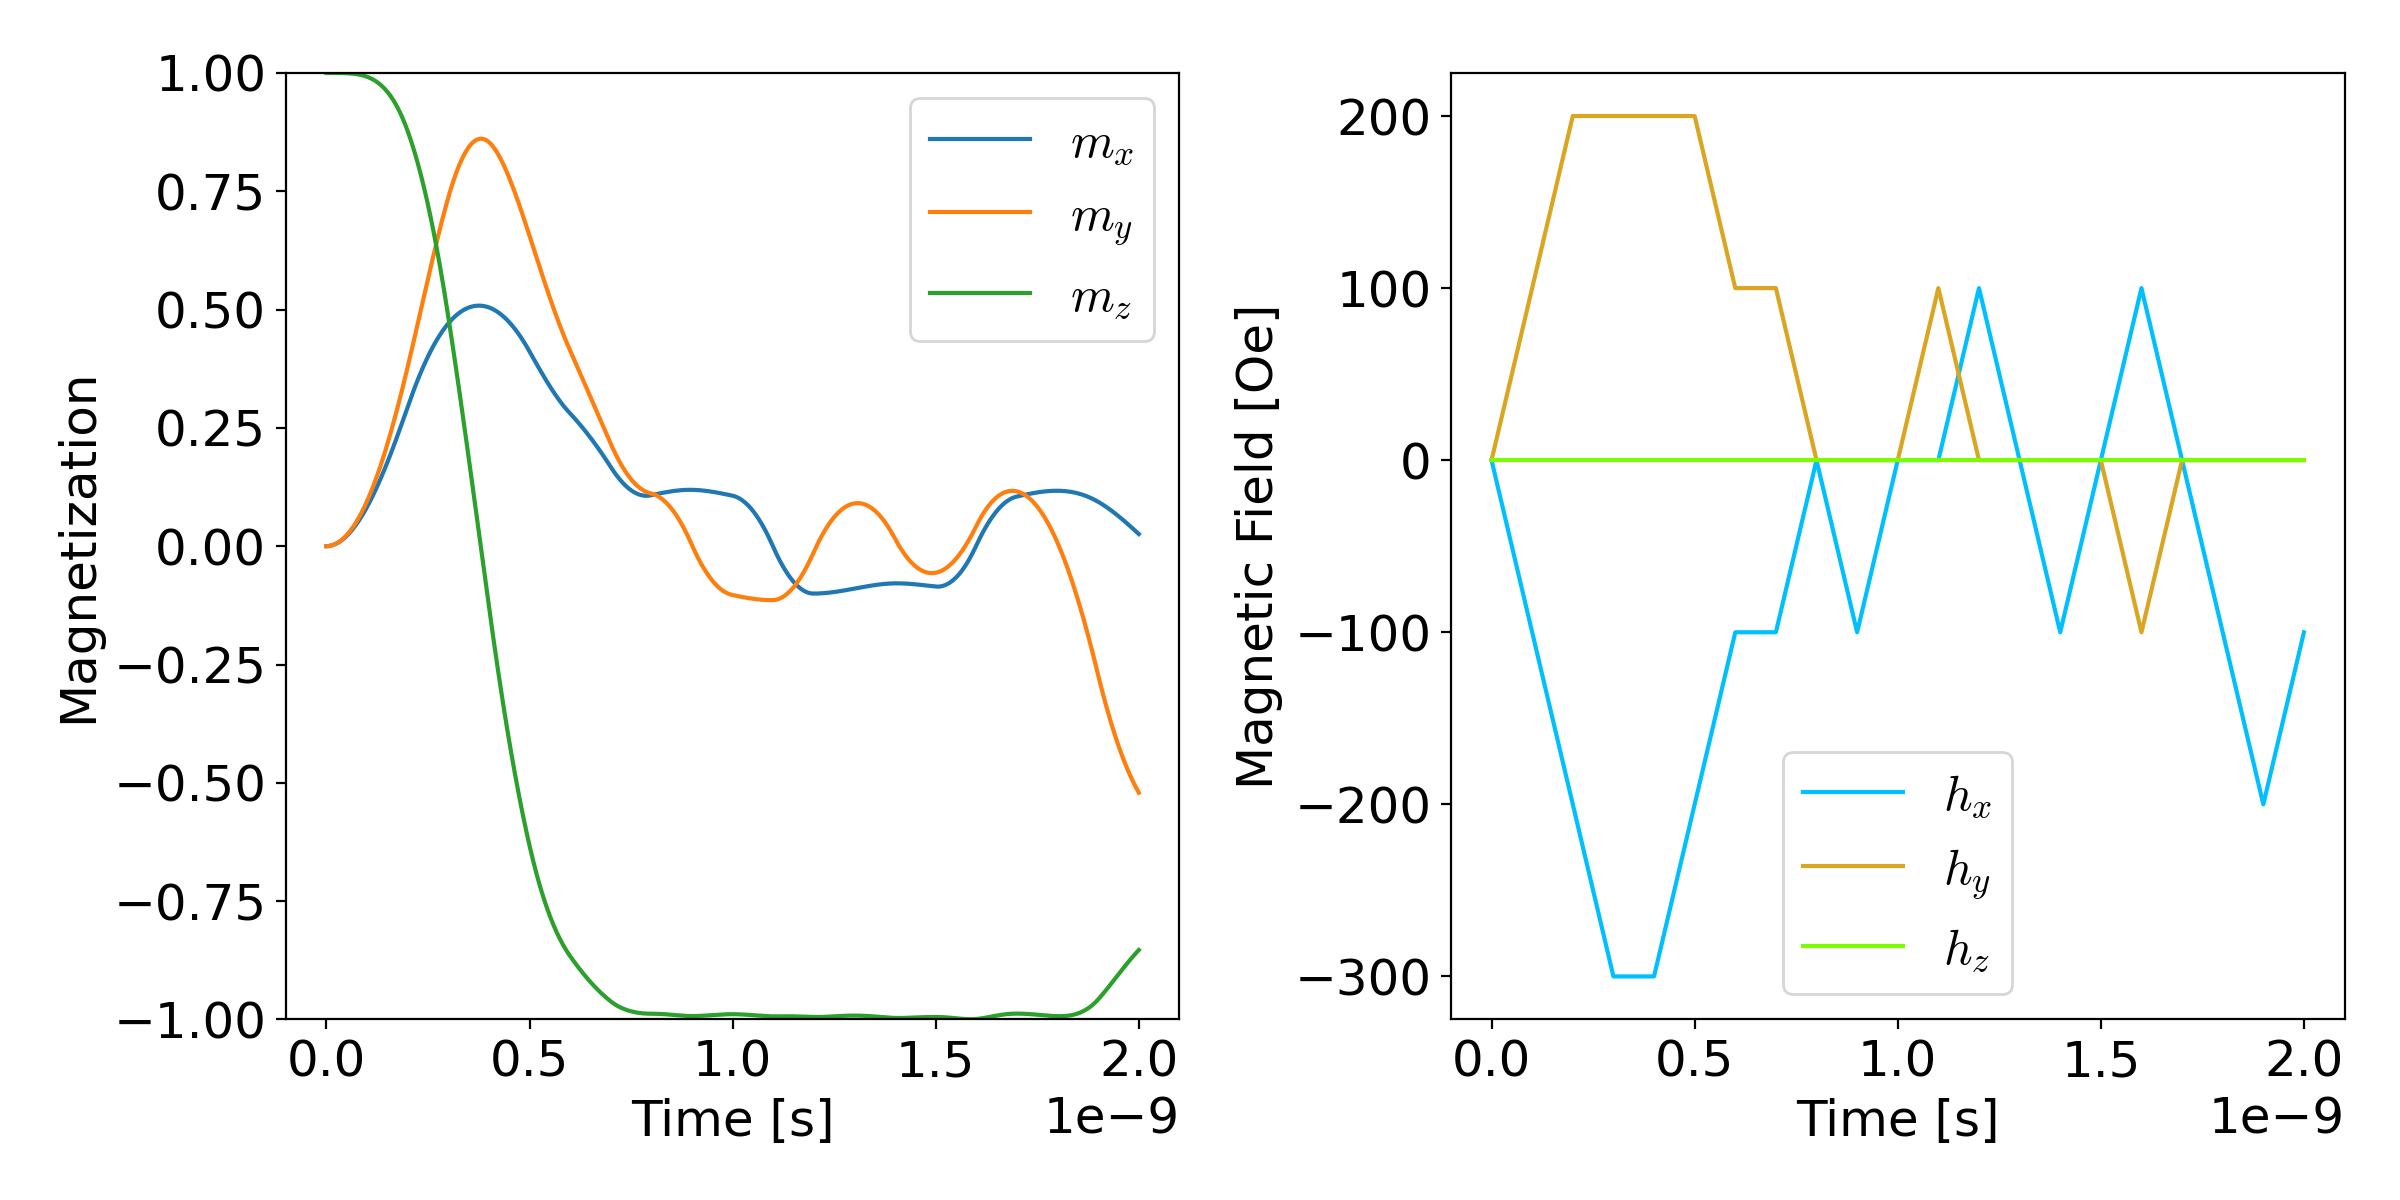 1.00
0.75
0.50
0.25
0.00
−0.25
−0.50
−0.75
−1.00
Magnetization
0.0 0.5 1.0 1.5 2.0
Time [s]
1e−9
m_x
m_y
m_z
200
100
0
−100
−200
−300
Magnetic Field [Oe]
0.0 0.5 1.0 1.5 2.0
Time [s]
1e−9
h_x
h_y
h_z